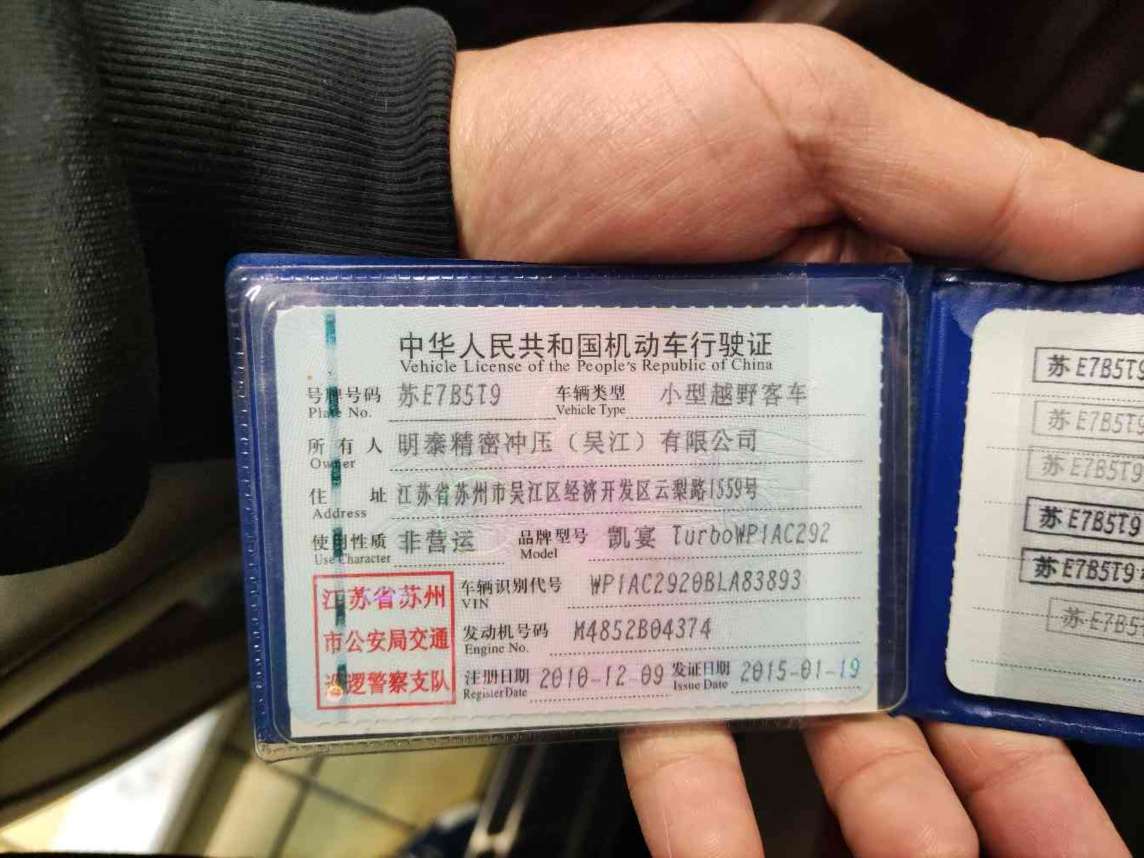 中华人民共和国机动车行驶证
Vehicle License of the People's Republic of China
号牌号码 苏E7B5T9 车辆类型 小型越野客车
Plate No. Vehicle Type
所有人 明泰精密冲压（吴江）有限公司
Owner
住址 江苏省苏州市吴江区经济开发区云梨路1559号
Address
使用性质 非营运 品牌型号 凯宴 TurboWP1AC292
Use Character Model
江苏省苏州
市公安局交通
巡逻警察支队
车辆识别代号 WP1AC2920BLA83893
VIN
发动机号码 M4852B04374
Engine No.
注册日期 2010-12-09 发证日期 2015-01-19
Register Date Issue Date
苏E7B5T9
苏E7B5T9
苏E7B5T9
苏E7B5T9
苏E7B5T9
苏E7B5